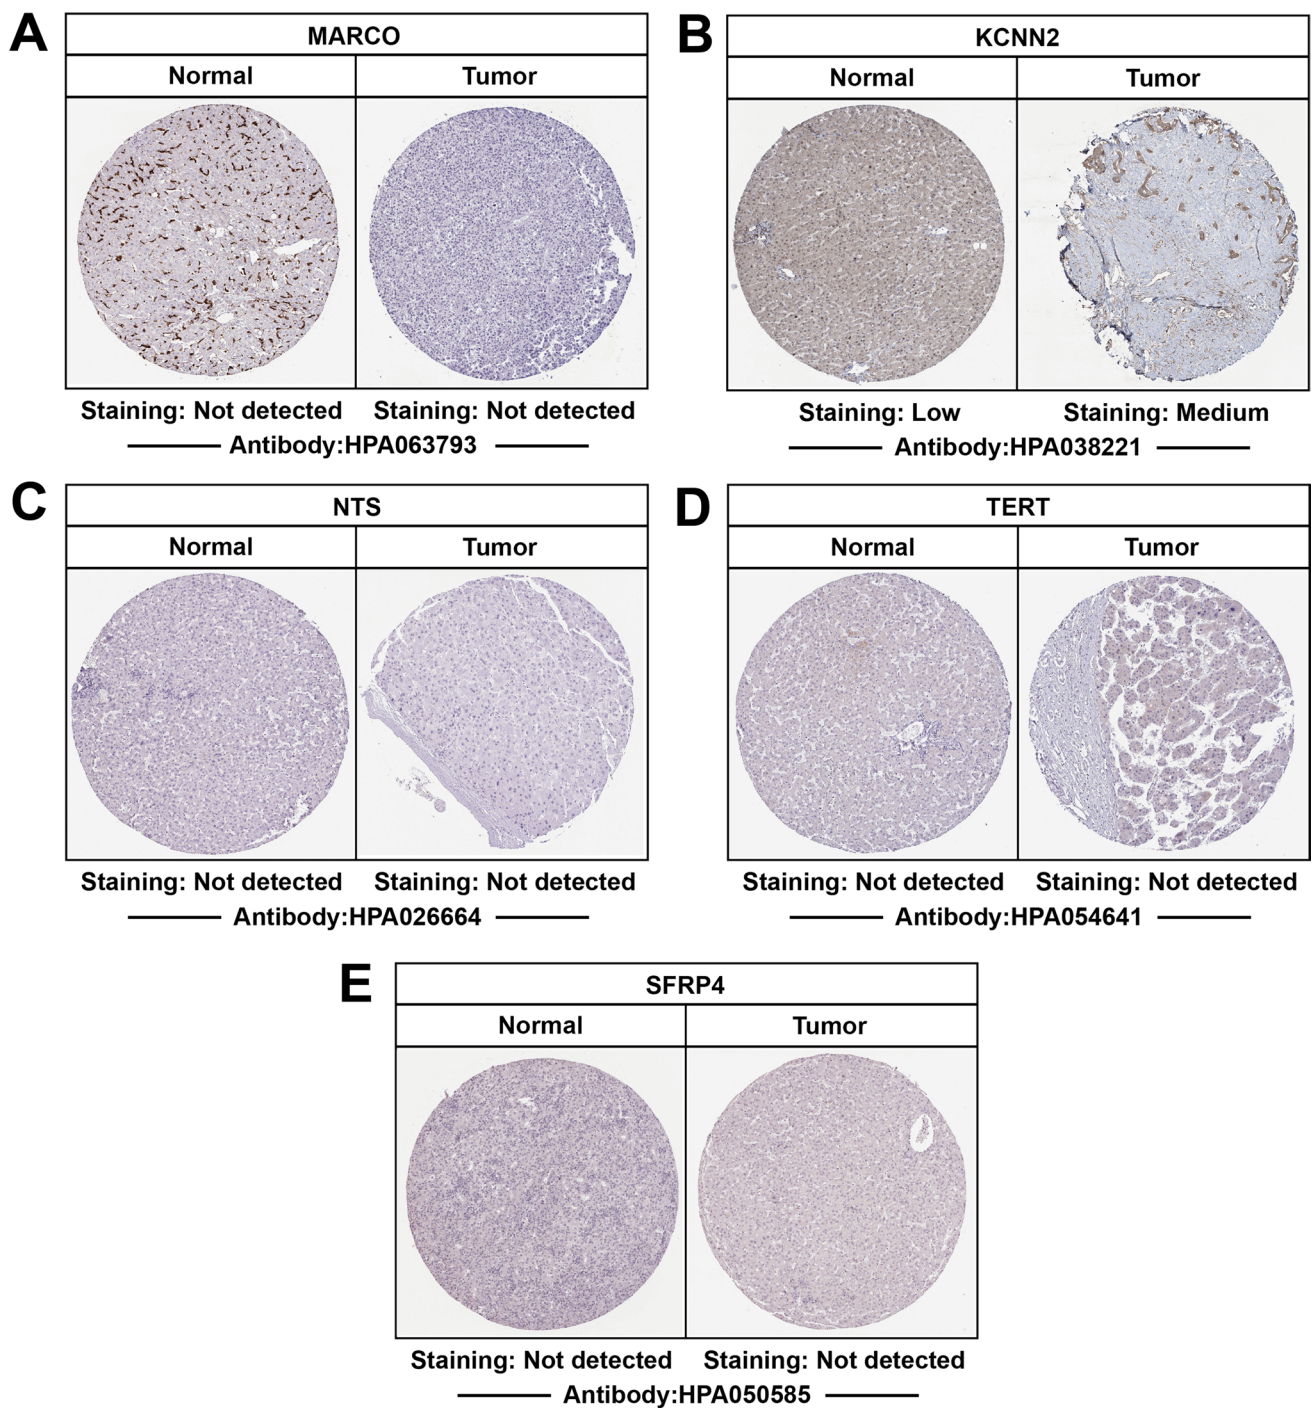 A
MARCO
Normal
Tumor
Staining: Not detected
Staining: Not detected
Antibody:HPA063793
B
KCNN2
Normal
Tumor
Staining: Low
Staining: Medium
Antibody:HPA038221
C
NTS
Normal
Tumor
Staining: Not detected
Staining: Not detected
Antibody:HPA026664
D
TERT
Normal
Tumor
Staining: Not detected
Staining: Not detected
Antibody:HPA054641
E
SFRP4
Normal
Tumor
Staining: Not detected
Staining: Not detected
Antibody:HPA050585